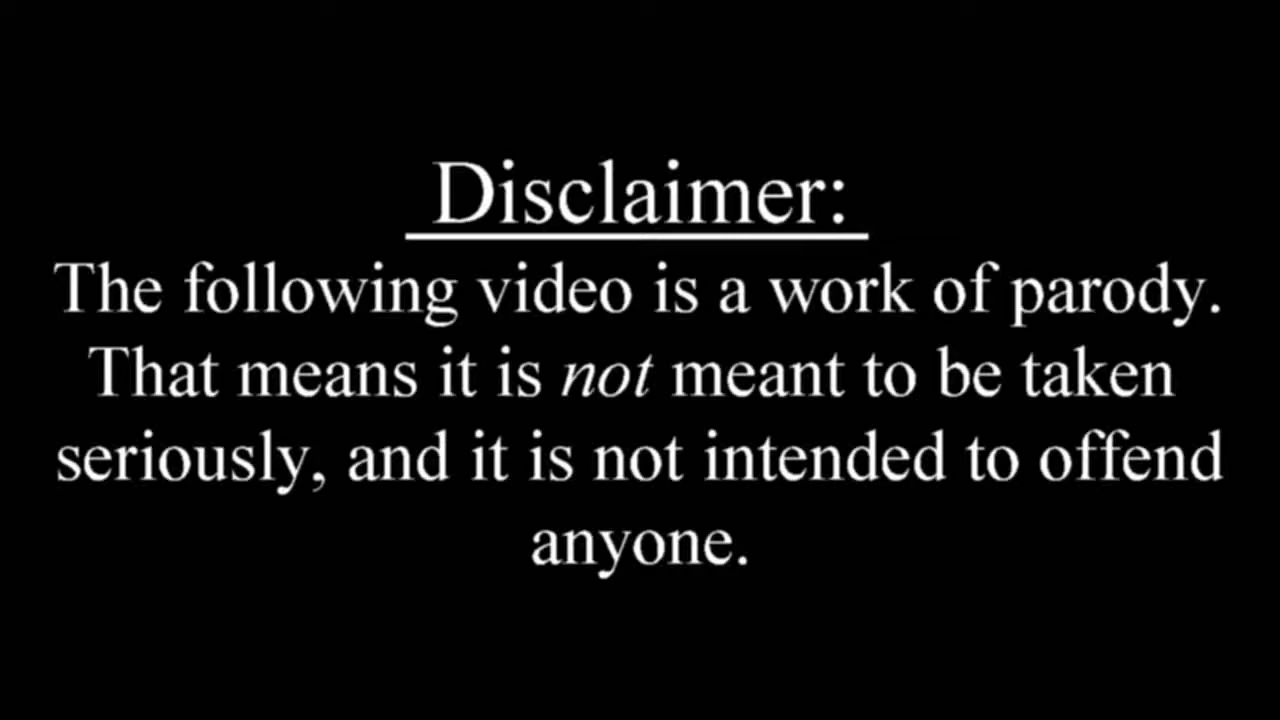 Disclaimer:
The following video is a work of parody.
That means it is not meant to be taken
seriously, and it is not intended to offend
anyone.